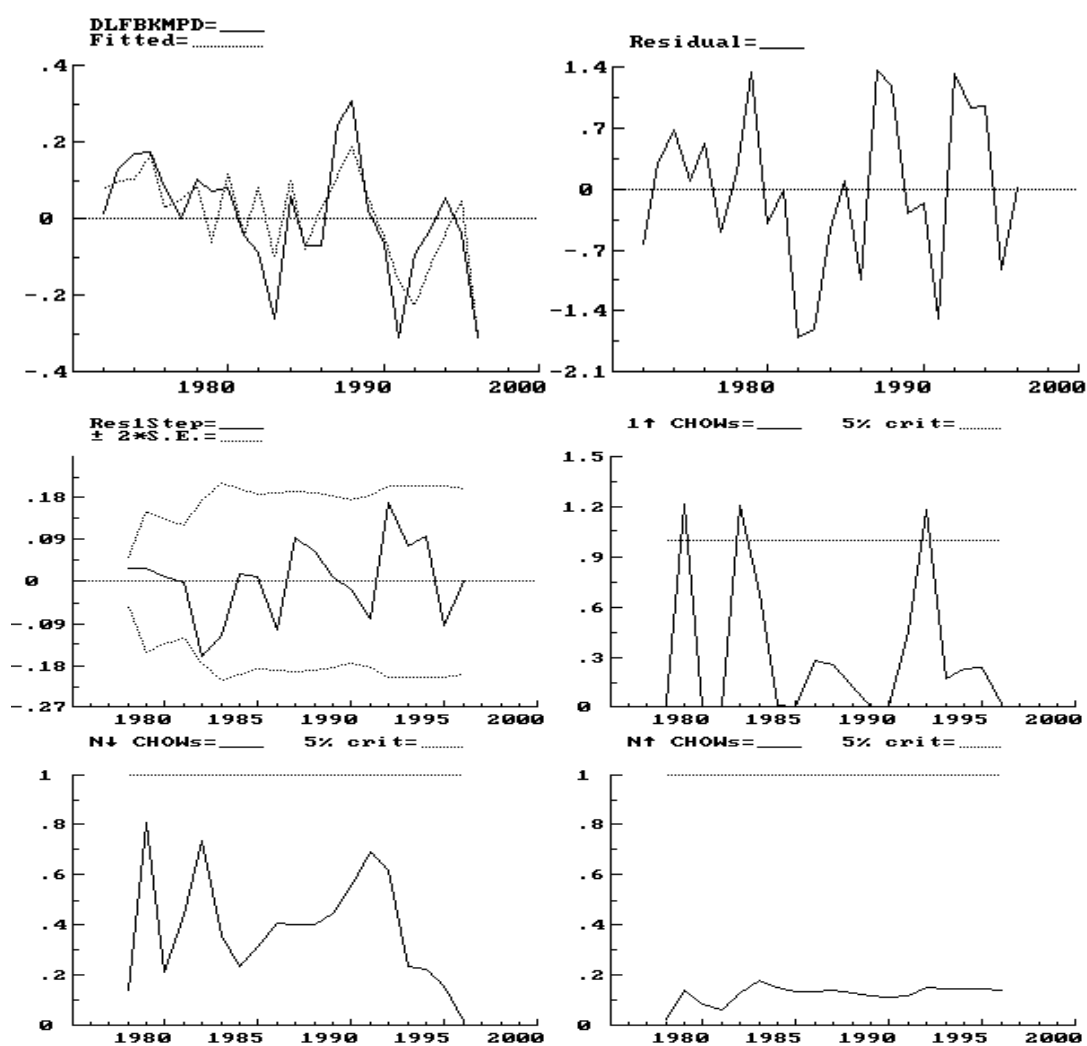 DLFBKMPD=
Fitted=
.4
.2
0
-.2
-.4
1980 1990 2000
Residual=
1.4
.7
0
-.7
-1.4
-2.1
1980 1990 2000
Res1Step=
± 2*S.E.=
.18
.09
0
-.09
-.18
-.27
1980 1985 1990 1995 2000
1↑ CHOWs= 5% crit=
1.5
1.2
.9
.6
.3
0
1980 1985 1990 1995 2000
N↓ CHOWs= 5% crit=
1
.8
.6
.4
.2
0
1980 1985 1990 1995 2000
N↑ CHOWs= 5% crit=
1
.8
.6
.4
.2
0
1980 1985 1990 1995 2000